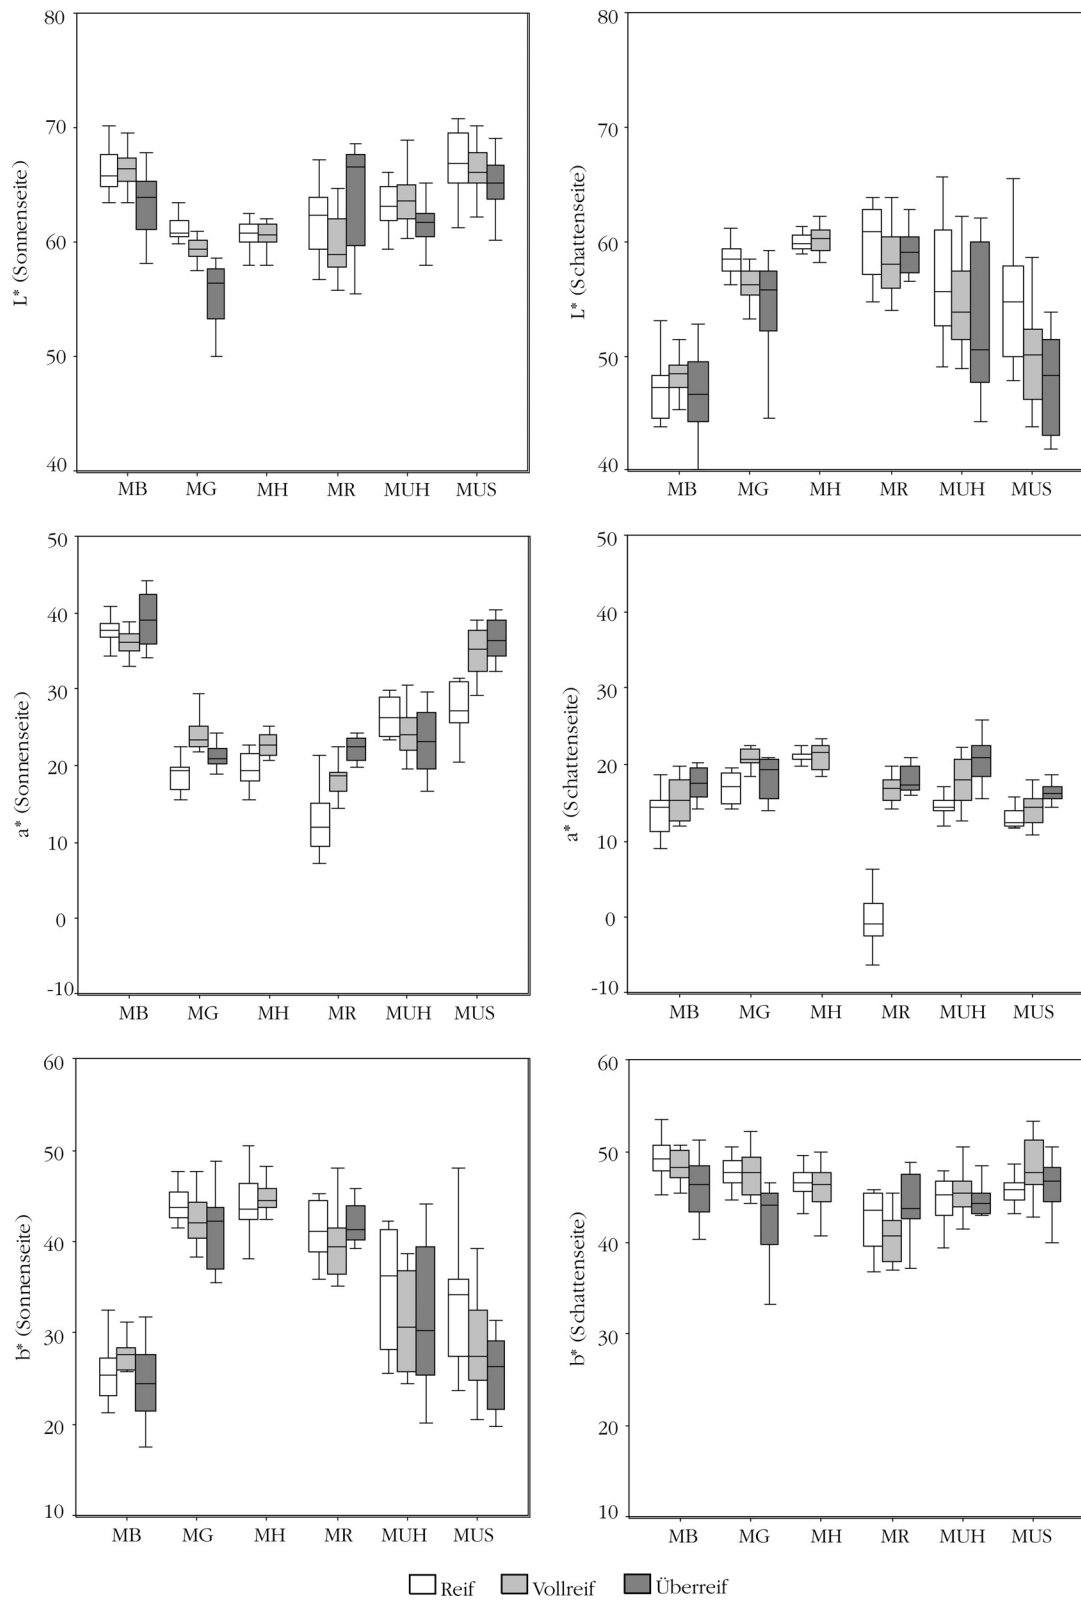 80
70
60
50
40
L* (Sonnenseite)
MB MG MH MR MUH MUS
80
70
60
50
40
L* (Schattenseite)
MB MG MH MR MUH MUS
50
40
30
20
10
0
-10
a* (Sonnenseite)
MB MG MH MR MUH MUS
50
40
30
20
10
0
-10
a* (Schattenseite)
MB MG MH MR MUH MUS
60
50
40
30
20
10
b* (Sonnenseite)
MB MG MH MR MUH MUS
60
50
40
30
20
10
b* (Schattenseite)
MB MG MH MR MUH MUS
Reif Vollreif Überreif